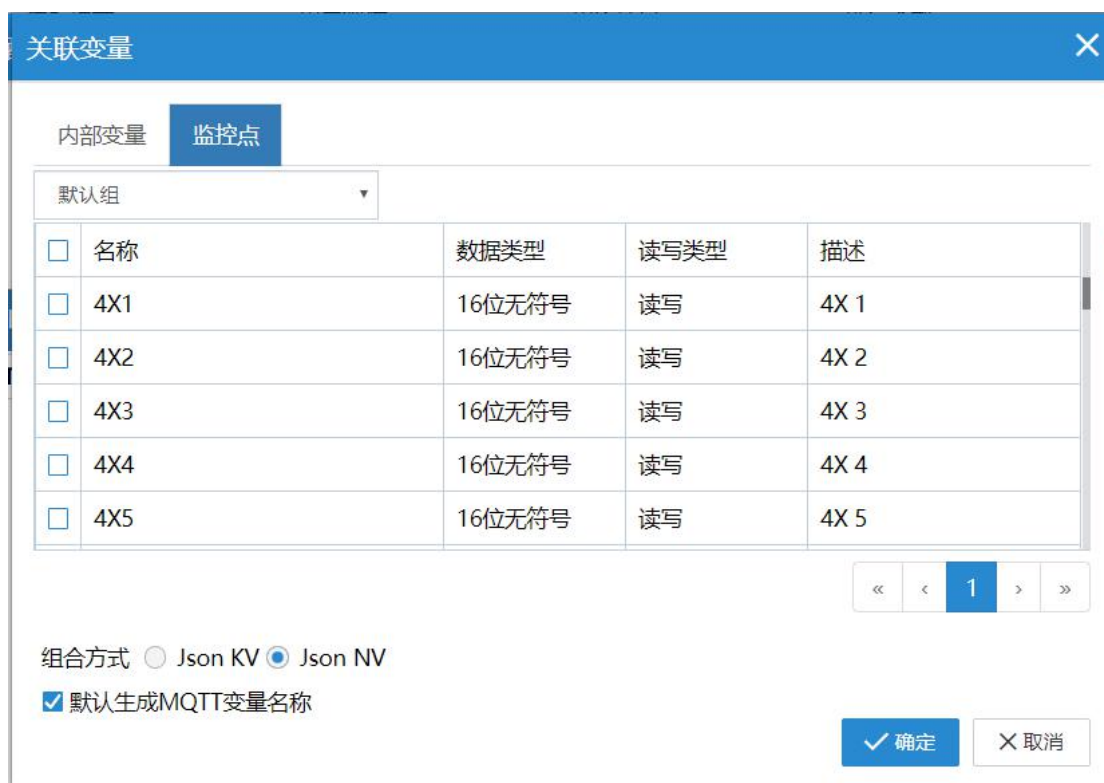 关联变量
内部变量 监控点
默认组
名称 数据类型 读写类型 描述
4X1 16位无符号 读写 4X 1
4X2 16位无符号 读写 4X 2
4X3 16位无符号 读写 4X 3
4X4 16位无符号 读写 4X 4
4X5 16位无符号 读写 4X 5
« ‹ 1 › »
组合方式 Json KV Json NV
默认生成MQTT变量名称
确定 取消